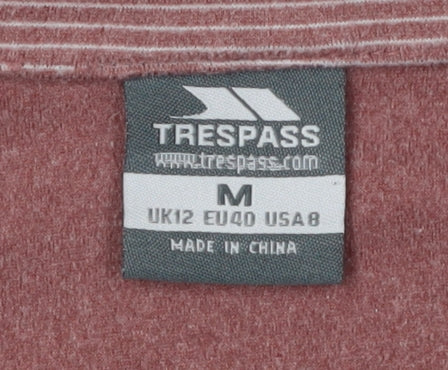 TRESPASS
www.trespass.com
M
UK12 EU40 USA8
MADE IN CHINA